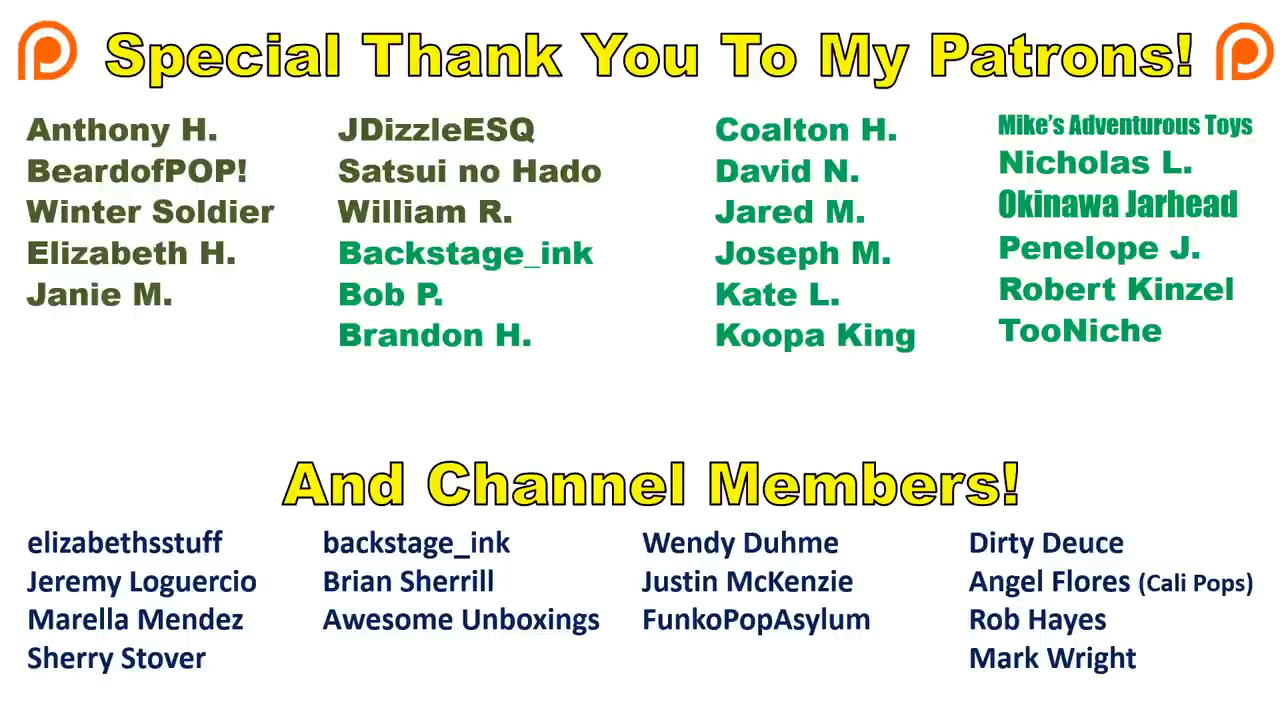 Special Thank You To My Patrons!
Anthony H.
BeardofPOP!
Winter Soldier
Elizabeth H.
Janie M.
JDizzleESQ
Satsui no Hado
William R.
Backstage_ink
Bob P.
Brandon H.
Coalton H.
David N.
Jared M.
Joseph M.
Kate L.
Koopa King
Mike's Adventurous Toys
Nicholas L.
Okinawa Jarhead
Penelope J.
Robert Kinzel
TooNiche
And Channel Members!
elizabethsstuff
Jeremy Loguercio
Marella Mendez
Sherry Stover
backstage_ink
Brian Sherrill
Awesome Unboxings
Wendy Duhme
Justin McKenzie
FunkoPopAsylum
Dirty Deuce
Angel Flores (Cali Pops)
Rob Hayes
Mark Wright